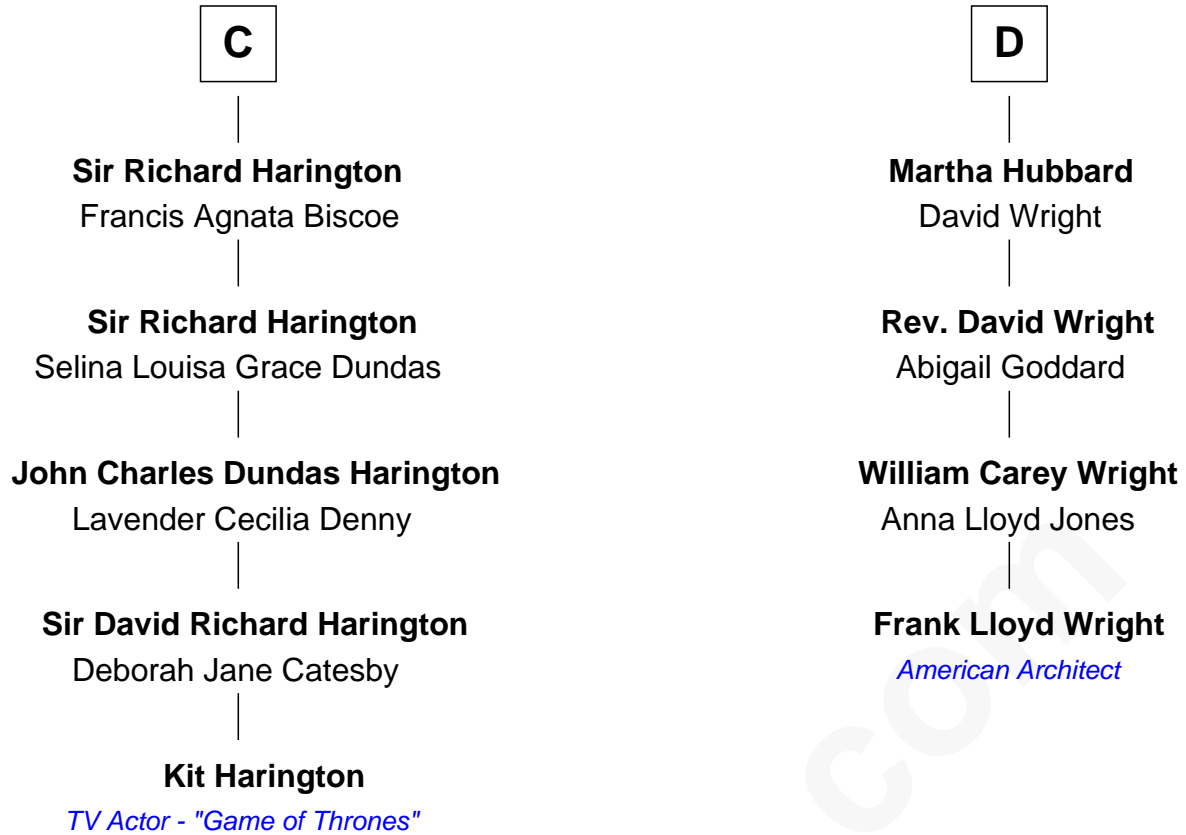 C
Sir Richard Harington
Francis Agnata Biscoe
Sir Richard Harington
Selina Louisa Grace Dundas
John Charles Dundas Harington
Lavender Cecilia Denny
Sir David Richard Harington
Deborah Jane Catesby
Kit Harington
TV Actor - "Game of Thrones"
D
Martha Hubbard
David Wright
Rev. David Wright
Abigail Goddard
William Carey Wright
Anna Lloyd Jones
Frank Lloyd Wright
American Architect
com